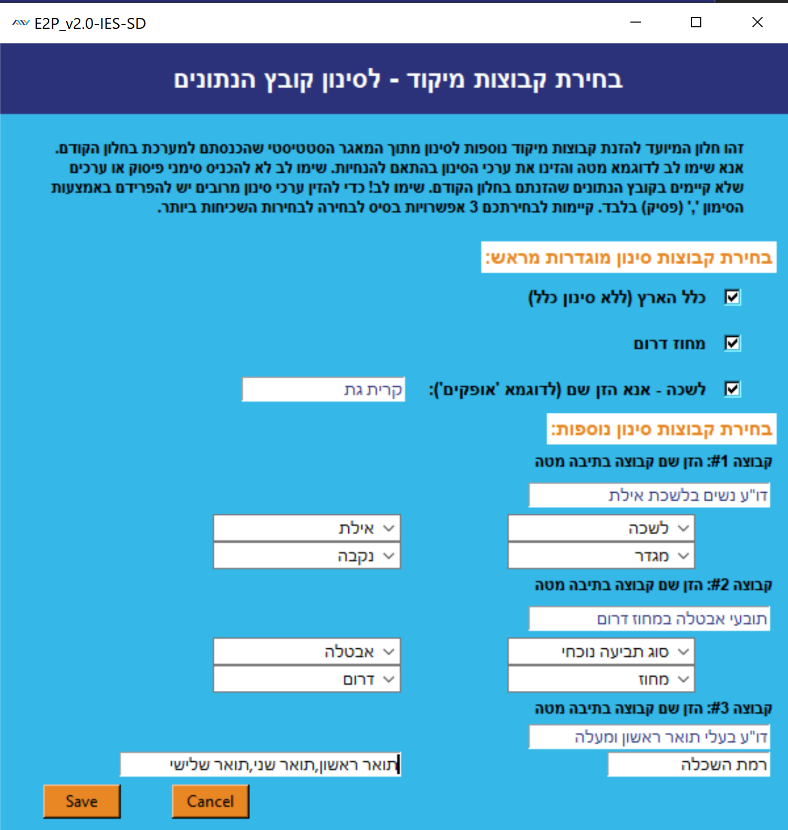 E2P_v2.0-IES-SD
בחירת קבוצות מיקוד - לסינון קובץ הנתונים
זהו חלון המיועד להזנת קבוצות מיקוד נוספות לסינון מתוך המאגר הסטטיסטי שהכנסתם למערכת בחלון הקודם.
אנא שימו לב לדוגמא מטה והזינו את ערכי הסינון בהתאם להנחיות. שימו לב לא להכניס סימני פיסוק או ערכים
שלא קיימים בקובץ הנתונים שהזנתם בחלון הקודם. שימו לב! כדי להזין ערכי סינון מרובים יש להפרידם באמצעות
הסימון ',' (פסיק) בלבד. קיימות לבחירתכם 3 אפשרויות בסיס לבחירה לבחירות השכיחות ביותר.
בחירת קבוצות סינון מוגדרות מראש:
כלל הארץ (ללא סינון כלל)
מחוז דרום
לשכה - אנא הזן שם (לדוגמא 'אופקים'): קרית גת
בחירת קבוצות סינון נוספות:
קבוצה 1#: הזן שם קבוצה בתיבה מטה
דו"ע נשים בלשכת אילת
לשכה אילת
מגדר נקבה
קבוצה 2#: הזן שם קבוצה בתיבה מטה
תובעי אבטלה במחוז דרום
סוג תביעה נוכחי אבטלה
מחוז דרום
קבוצה 3#: הזן שם קבוצה בתיבה מטה
דו"ע בעלי תואר ראשון ומעלה
רמת השכלה תואר ראשון,תואר שני,תואר שלישי
Save Cancel